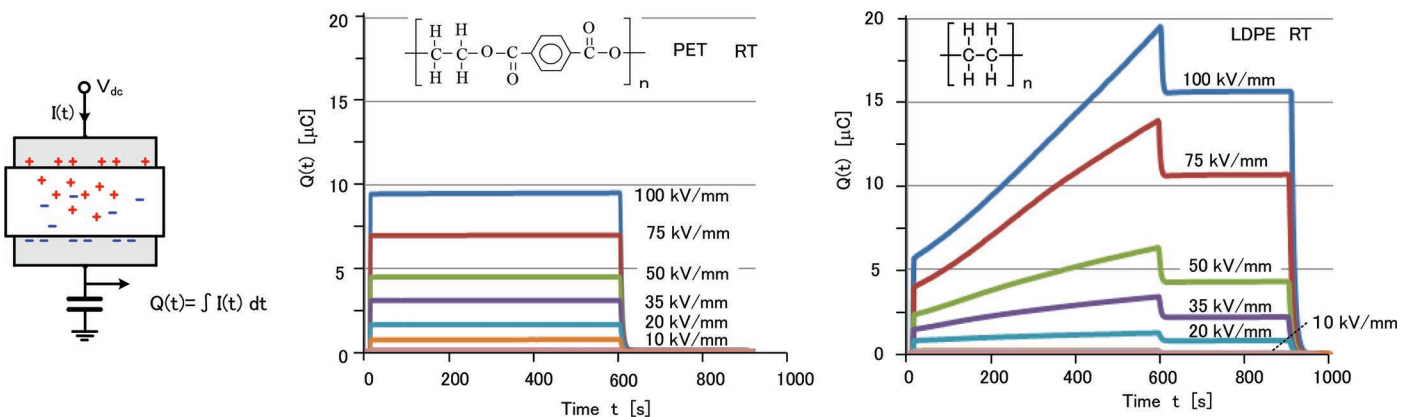 V_dc
I(t)
+ ++ ++ +
+ + +
+ + +
+ +
− − −
− −
−− − −− −
Q(t)= ∫ I(t) dt
20
15
10
5
0
Q(t) [μC]
H H
C C O C C O
H H O O
n
PET RT
100 kV/mm
75 kV/mm
50 kV/mm
35 kV/mm
20 kV/mm
10 kV/mm
0 200 400 600 800 1000
Time t [s]
20
15
10
5
0
Q(t) [μC]
H H
C C
H H
n
LDPE RT
100 kV/mm
75 kV/mm
50 kV/mm
35 kV/mm
10 kV/mm
20 kV/mm
0 200 400 600 800 1000
Time t [s]